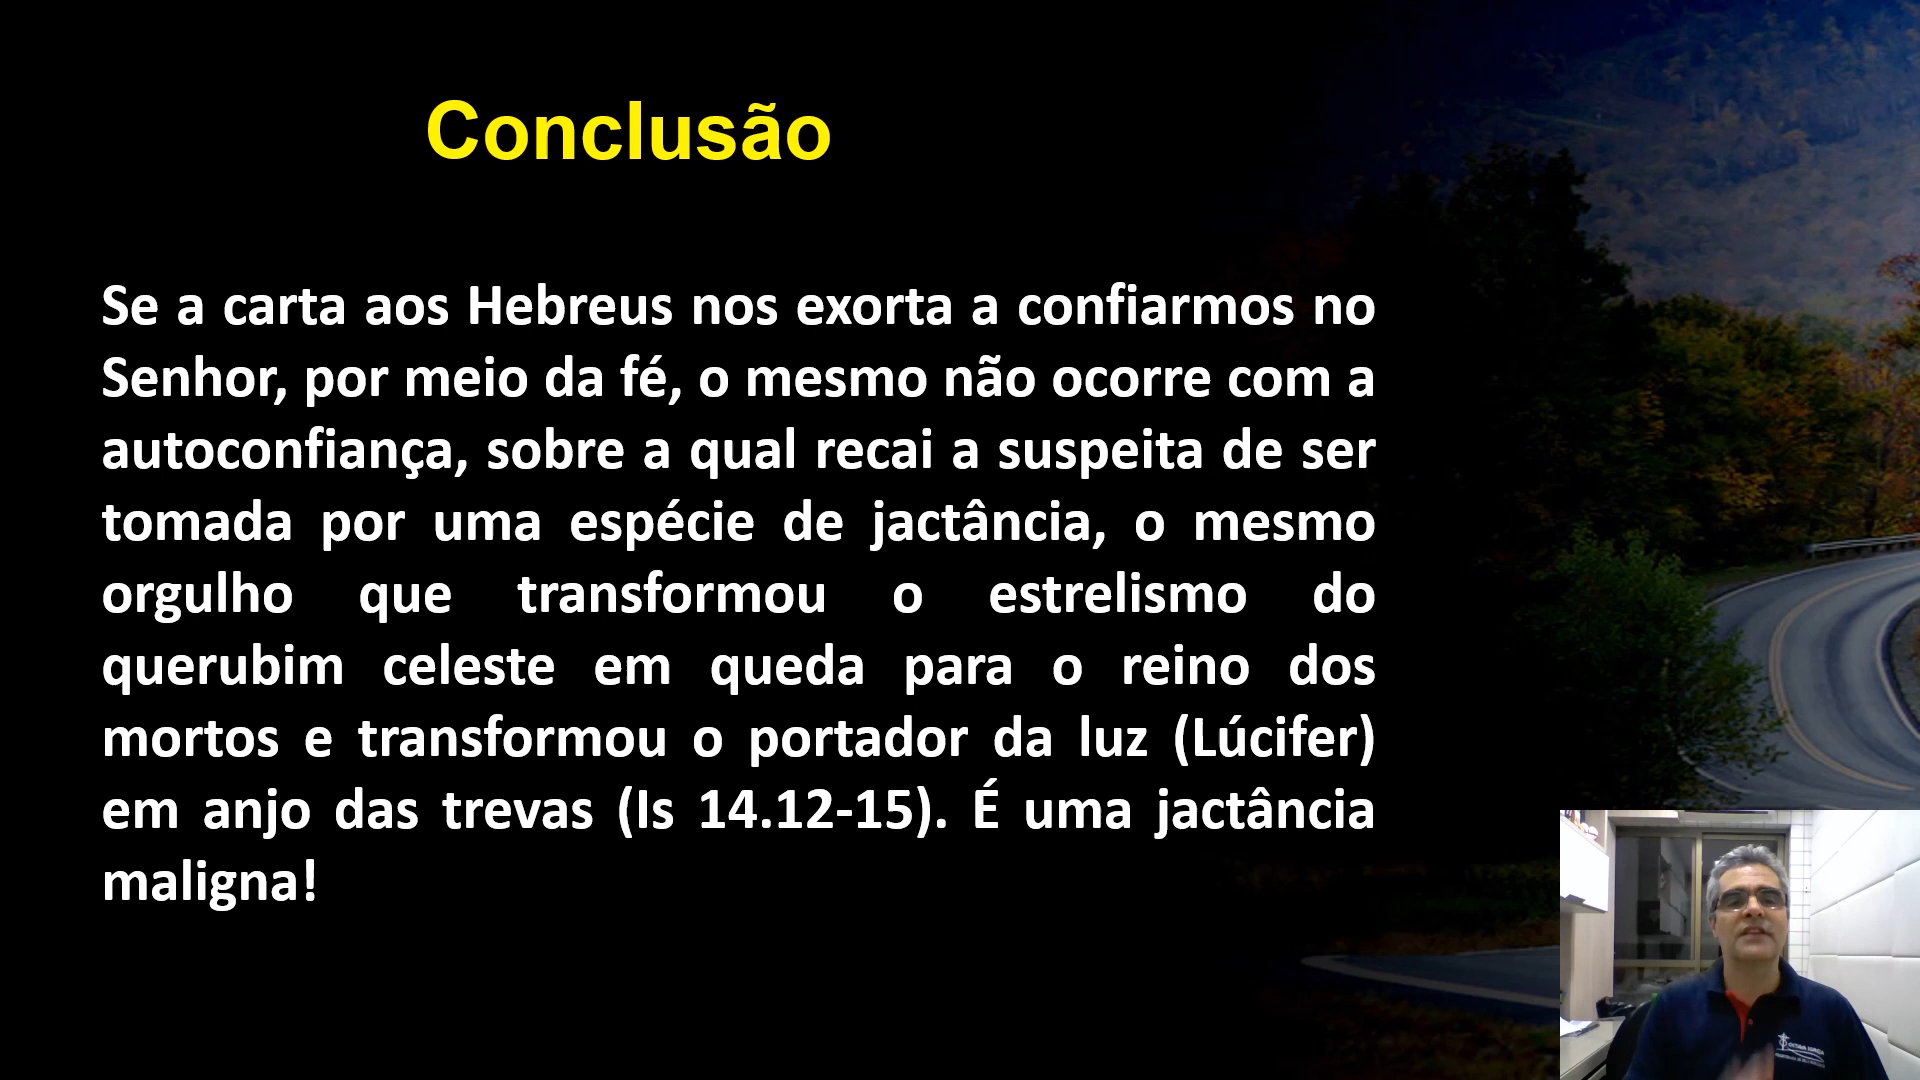 Conclusão
Se a carta aos Hebreus nos exorta a confiarmos no
Senhor, por meio da fé, o mesmo não ocorre com a
autoconfiança, sobre a qual recai a suspeita de ser
tomada por uma espécie de jactância, o mesmo
orgulho que transformou o estrelismo do
querubim celeste em queda para o reino dos
mortos e transformou o portador da luz (Lúcifer)
em anjo das trevas (Is 14.12-15). É uma jactância
maligna!